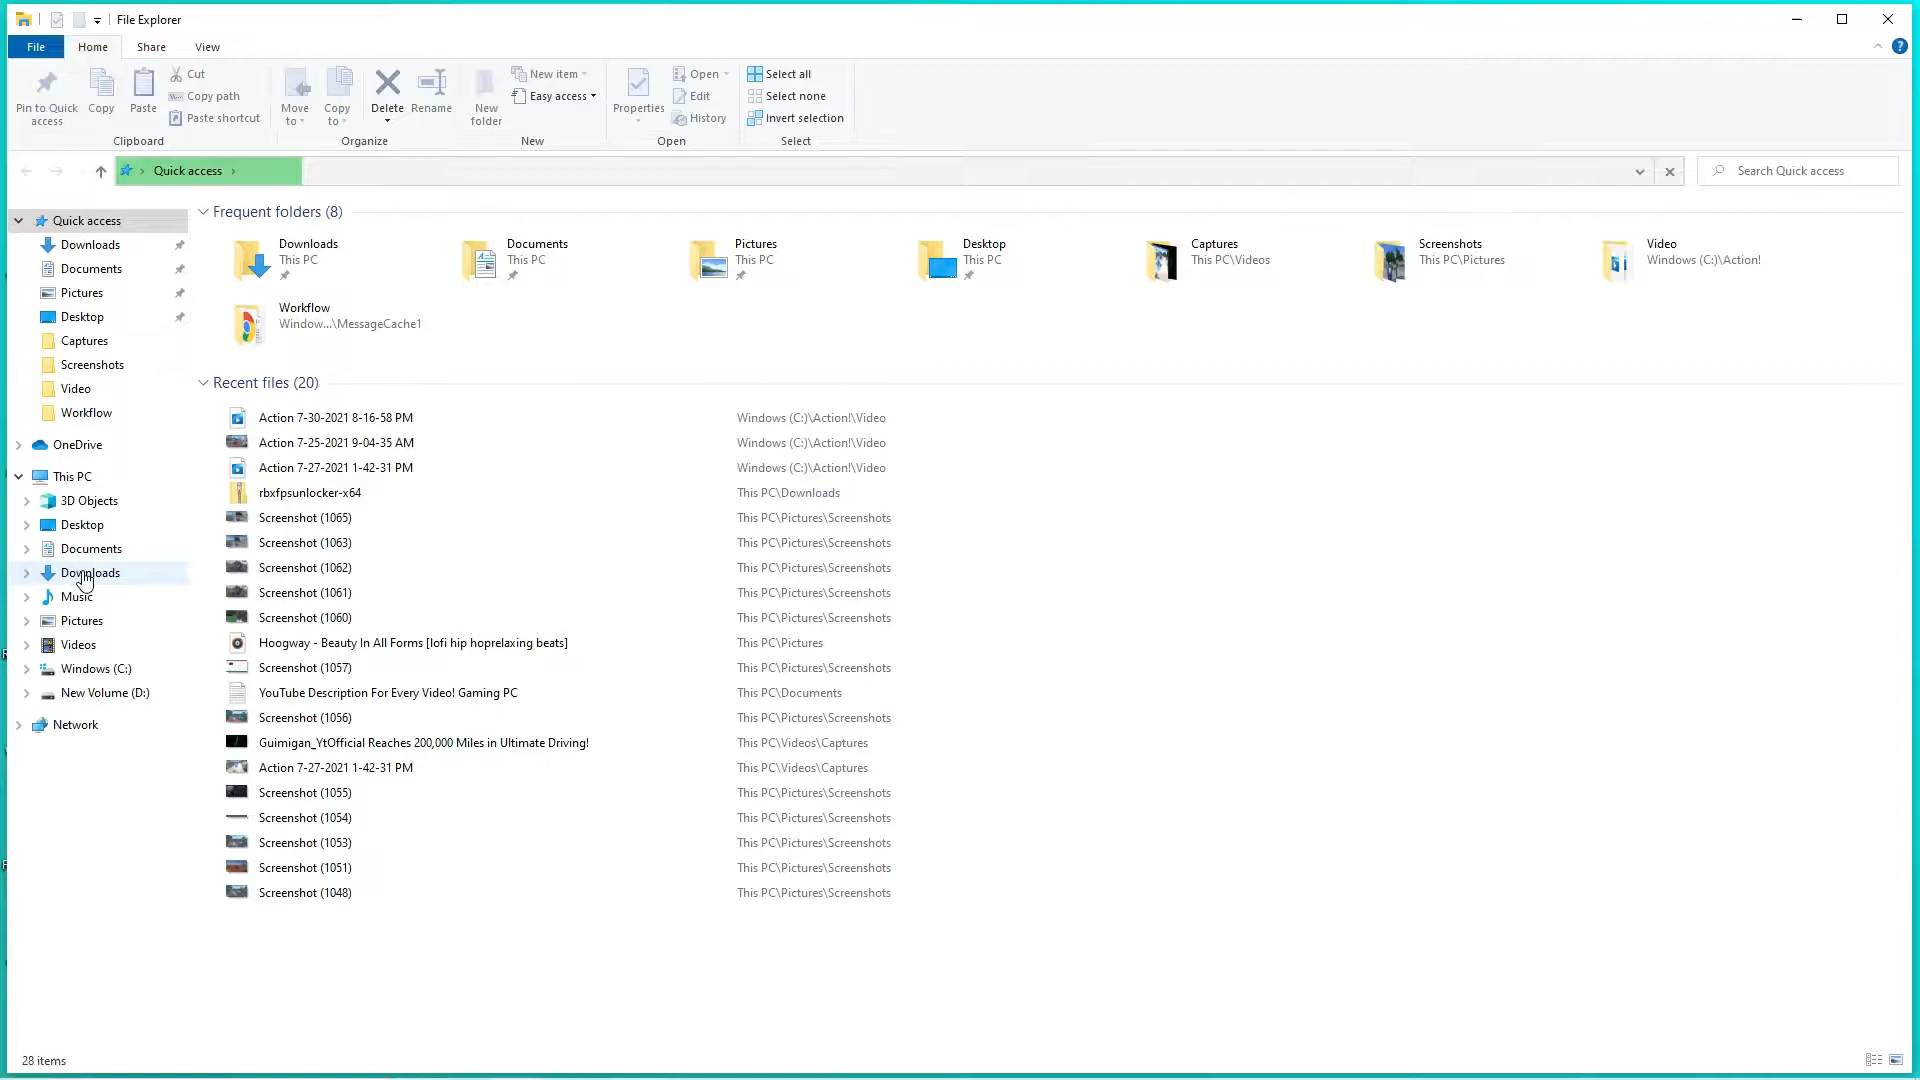 File Explorer
File Home Share View
Pin to Quick access
Copy
Paste
Cut
Copy path
Paste shortcut
Clipboard
Move to
Copy to
Delete
Rename
Organize
New folder
New item
Easy access
New
Properties
Open
Edit
History
Open
Select all
Select none
Invert selection
Select
Quick access
Search Quick access
Quick access
Downloads
Documents
Pictures
Desktop
Captures
Screenshots
Video
Workflow
OneDrive
This PC
3D Objects
Desktop
Documents
Downloads
Music
Pictures
Videos
Windows (C:)
New Volume (D:)
Network
Frequent folders (8)
Downloads
This PC
Documents
This PC
Pictures
This PC
Desktop
This PC
Captures
This PC\Videos
Screenshots
This PC\Pictures
Video
Windows (C:)\Action!
Workflow
Window...\MessageCache1
Recent files (20)
Action 7-30-2021 8-16-58 PM Windows (C:)\Action!\Video
Action 7-25-2021 9-04-35 AM Windows (C:)\Action!\Video
Action 7-27-2021 1-42-31 PM Windows (C:)\Action!\Video
rbxfpsunlocker-x64 This PC\Downloads
Screenshot (1065) This PC\Pictures\Screenshots
Screenshot (1063) This PC\Pictures\Screenshots
Screenshot (1062) This PC\Pictures\Screenshots
Screenshot (1061) This PC\Pictures\Screenshots
Screenshot (1060) This PC\Pictures\Screenshots
Hoogway - Beauty In All Forms [lofi hip hoprelaxing beats] This PC\Pictures
Screenshot (1057) This PC\Pictures\Screenshots
YouTube Description For Every Video! Gaming PC This PC\Documents
Screenshot (1056) This PC\Pictures\Screenshots
Guimigan_YtOfficial Reaches 200,000 Miles in Ultimate Driving! This PC\Videos\Captures
Action 7-27-2021 1-42-31 PM This PC\Videos\Captures
Screenshot (1055) This PC\Pictures\Screenshots
Screenshot (1054) This PC\Pictures\Screenshots
Screenshot (1053) This PC\Pictures\Screenshots
Screenshot (1051) This PC\Pictures\Screenshots
Screenshot (1048) This PC\Pictures\Screenshots
28 items